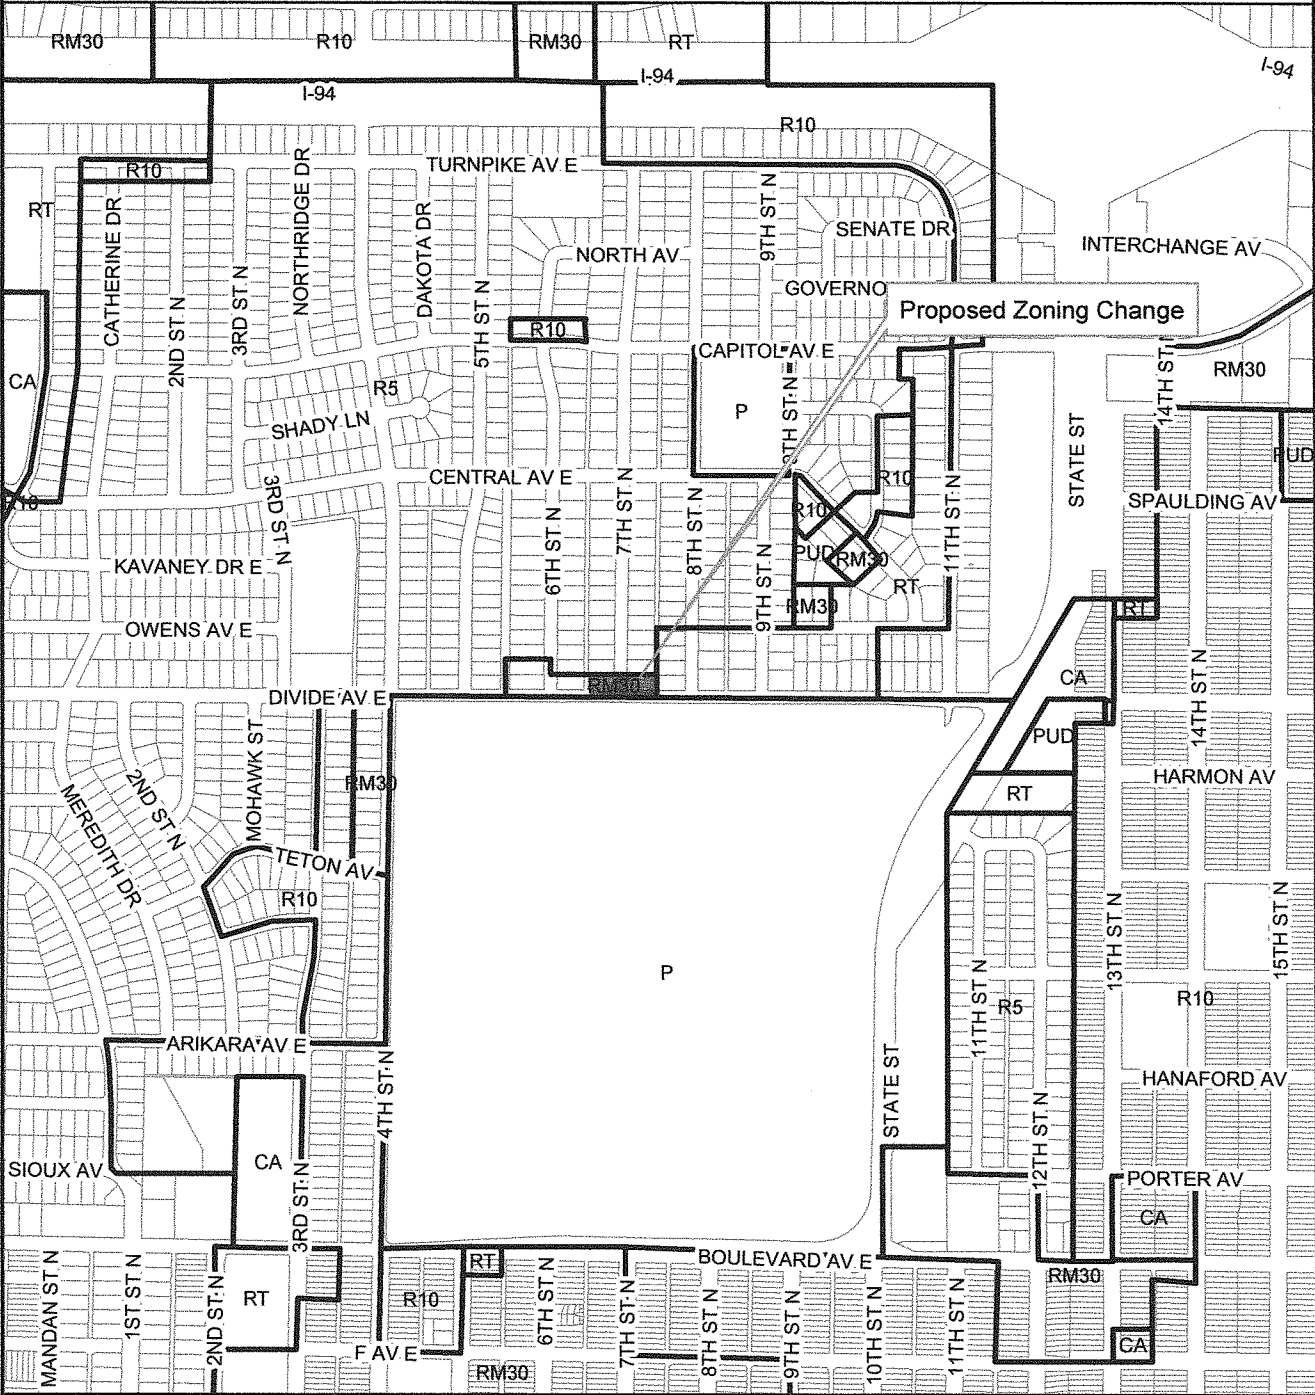 RM30
R10
RM30
RT
I-94
I-94
I-94
R10
R10
TURNPIKE AV E
RT
CATHERINE DR
2ND ST N
3RD ST N
NORTHRIDGE DR
DAKOTA DR
5TH ST N
NORTH AV
9TH ST N
SENATE DR
INTERCHANGE AV
GOVERNO
Proposed Zoning Change
R10
CAPITOL AV E
14TH ST N
RM30
CA
R5
P
9TH ST N
SHADY LN
STATE ST
PUD
CENTRAL AV E
R10
R10
SPAULDING AV
3RD ST N
6TH ST N
7TH ST N
8TH ST N
9TH ST N
R10
11TH ST N
PUD
RM30
KAVANEY DR E
RT
RM30
RT
OWENS AV E
14TH ST N
CA
RM30
DIVIDE AV E
PUD
MOHAWK ST
HARMON AV
RM30
RT
MEREDITH DR
2ND ST N
TETON AV
R10
13TH ST N
15TH ST N
P
11TH ST N
R5
R10
ARIKARA AV E
4TH ST N
STATE ST
HANAFORD AV
12TH ST N
CA
SIOUX AV
3RD ST N
PORTER AV
CA
BOULEVARD AV E
RT
RM30
MANDAN ST N
1ST ST N
2ND ST N
RT
R10
6TH ST N
7TH ST N
8TH ST N
9TH ST N
10TH ST N
11TH ST N
F AV E
CA
RM30